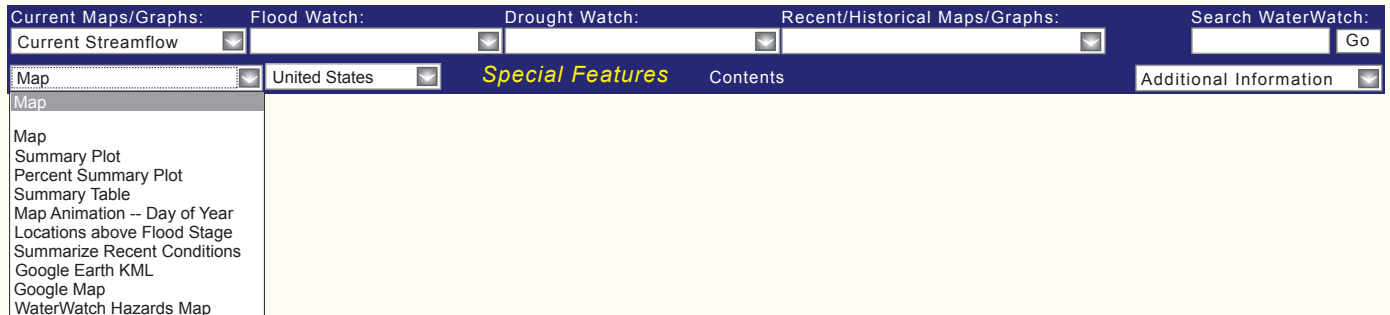 Current Maps/Graphs: Flood Watch: Drought Watch: Recent/Historical Maps/Graphs: Search WaterWatch:
Current Streamflow Go
Map United States Special Features Contents Additional Information
Map
Map
Summary Plot
Percent Summary Plot
Summary Table
Map Animation -- Day of Year
Locations above Flood Stage
Summarize Recent Conditions
Google Earth KML
Google Map
WaterWatch Hazards Map